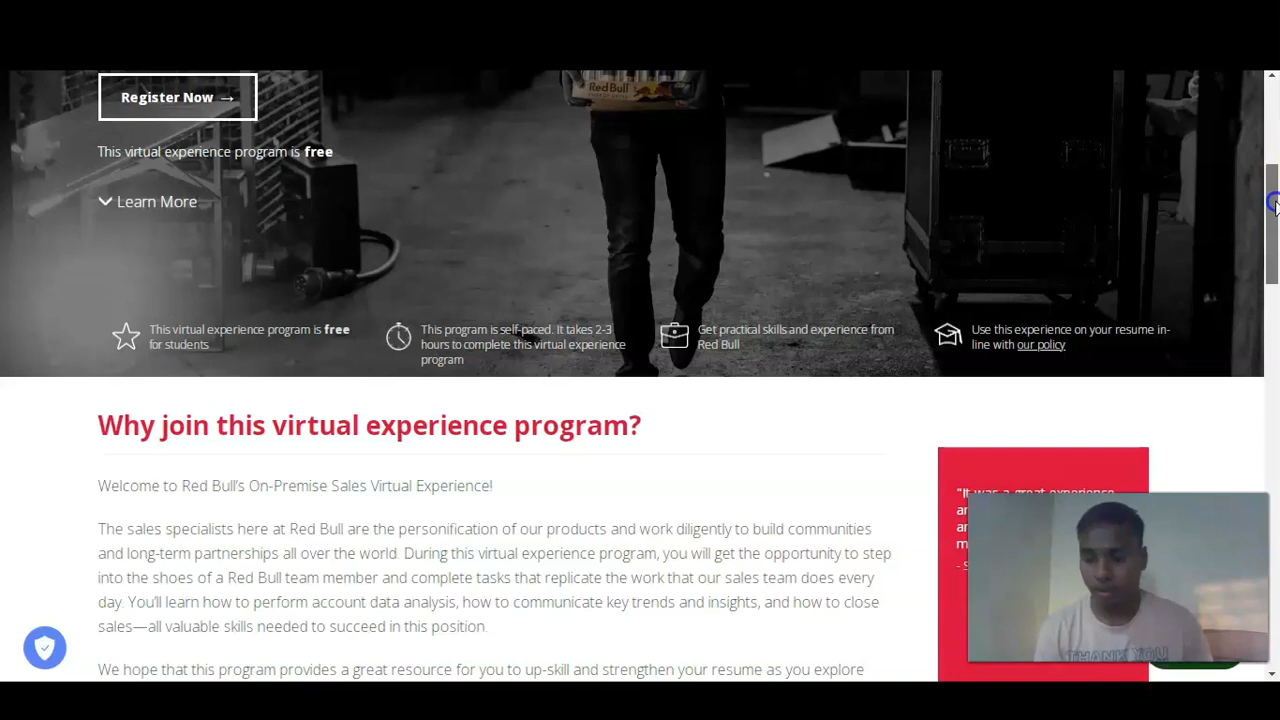 Red Bull
Register Now →
This virtual experience program is free
Learn More
This virtual experience program is free
for students
This program is self-paced. It takes 2-3
hours to complete this virtual experience
program
Get practical skills and experience from
Red Bull
Use this experience on your resume in-
line with our policy
Why join this virtual experience program?
Welcome to Red Bull's On-Premise Sales Virtual Experience!
The sales specialists here at Red Bull are the personification of our products and work diligently to build communities
and long-term partnerships all over the world. During this virtual experience program, you will get the opportunity to step
into the shoes of a Red Bull team member and complete tasks that replicate the work that our sales team does every
day. You'll learn how to perform account data analysis, how to communicate key trends and insights, and how to close
sales—all valuable skills needed to succeed in this position.
We hope that this program provides a great resource for you to up-skill and strengthen your resume as you explore
"It was a great experience
THANK YOU